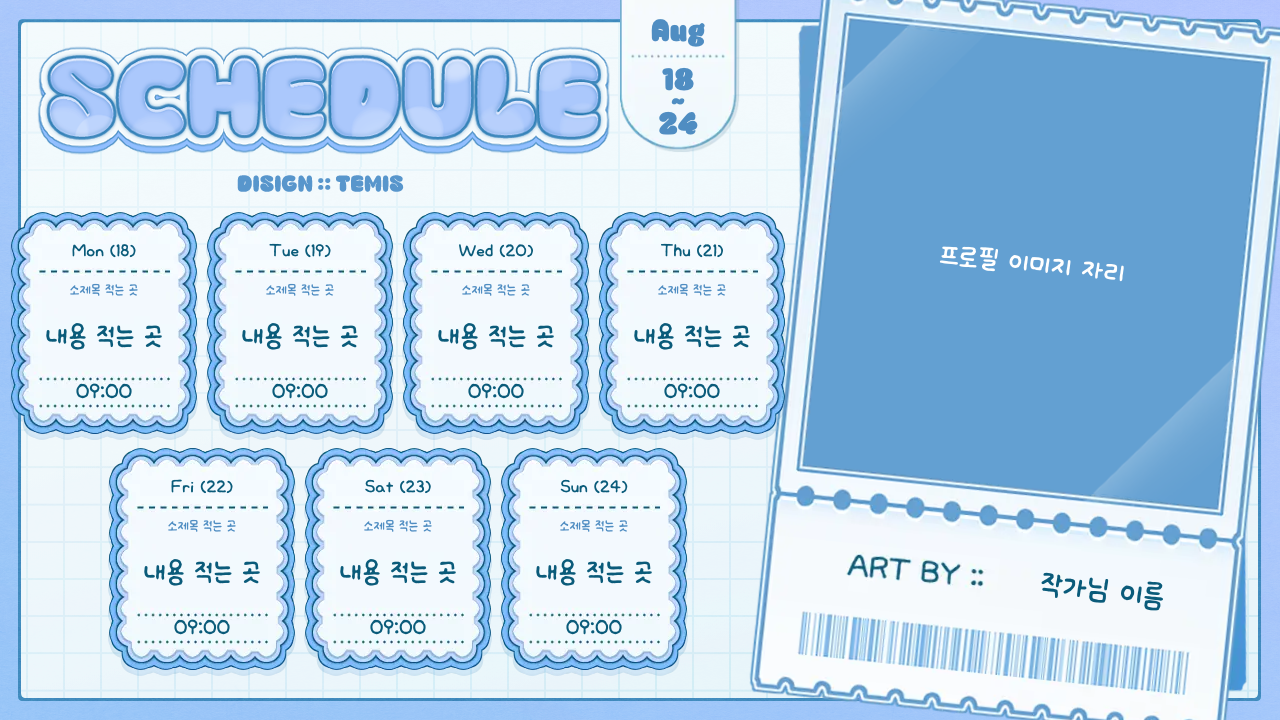 SCHEDULE
Aug
18
~
24
DISIGN :: TEMIS
Mon (18)
소제목 적는 곳
내용 적는 곳
09:00
Tue (19)
소제목 적는 곳
내용 적는 곳
09:00
Wed (20)
소제목 적는 곳
내용 적는 곳
09:00
Thu (21)
소제목 적는 곳
내용 적는 곳
09:00
Fri (22)
소제목 적는 곳
내용 적는 곳
09:00
Sat (23)
소제목 적는 곳
내용 적는 곳
09:00
Sun (24)
소제목 적는 곳
내용 적는 곳
09:00
프로필 이미지 자리
ART BY :: 작가님 이름